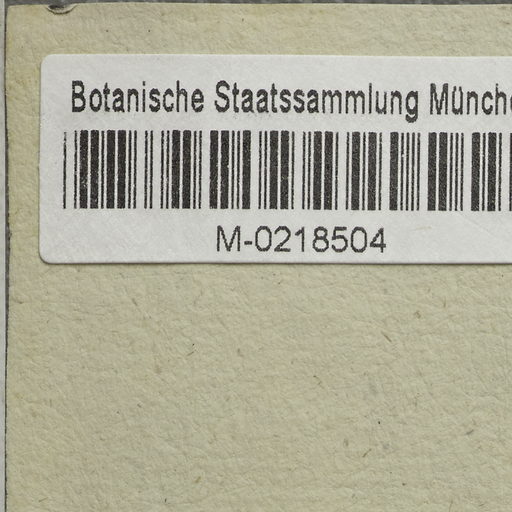 Botanische Staatssammlung Münch
M-0218504